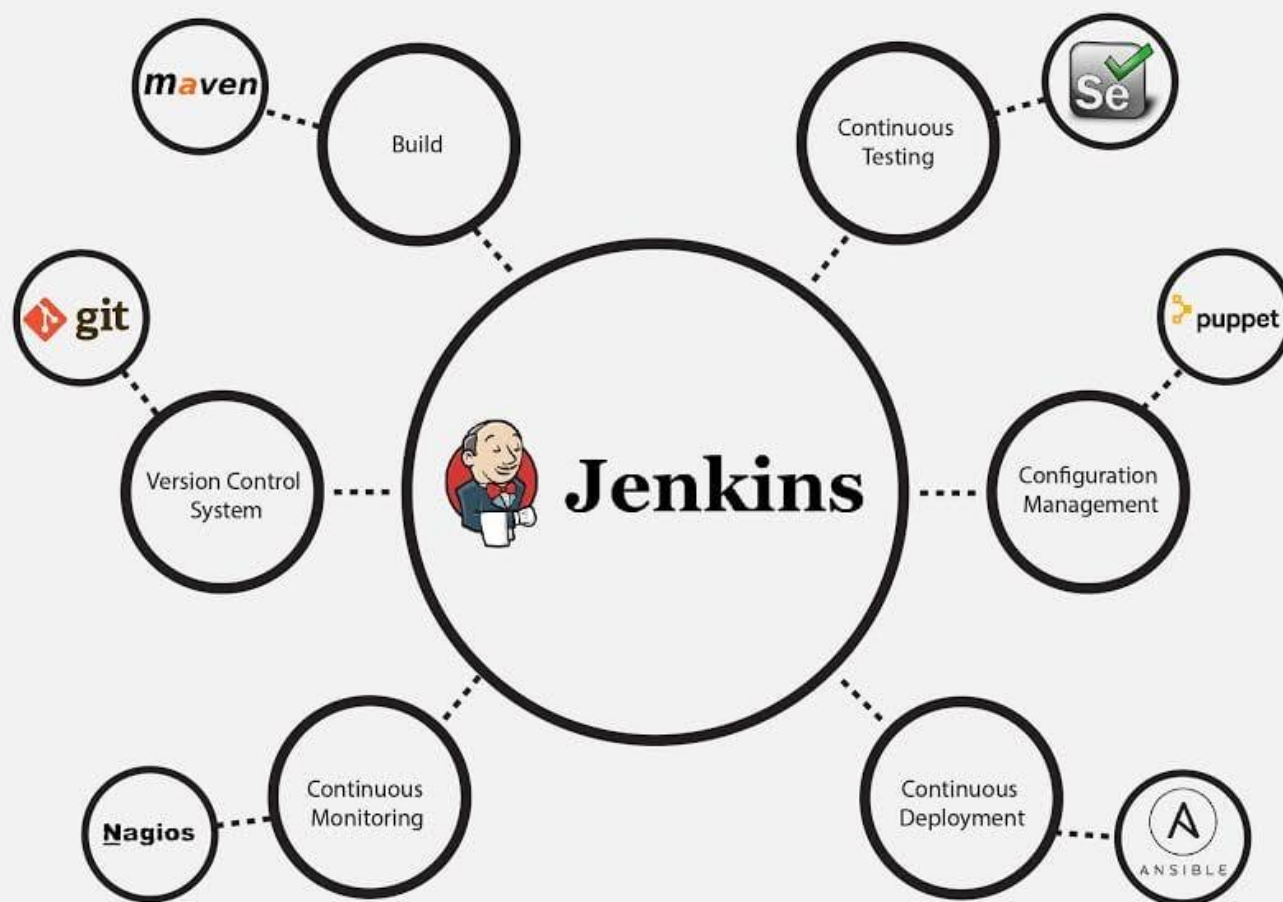 maven
Build
Continuous
Testing
Se
git
puppet
Version Control
System
Jenkins
Configuration
Management
Continuous
Monitoring
Nagios
Continuous
Deployment
A
ANSIBLE